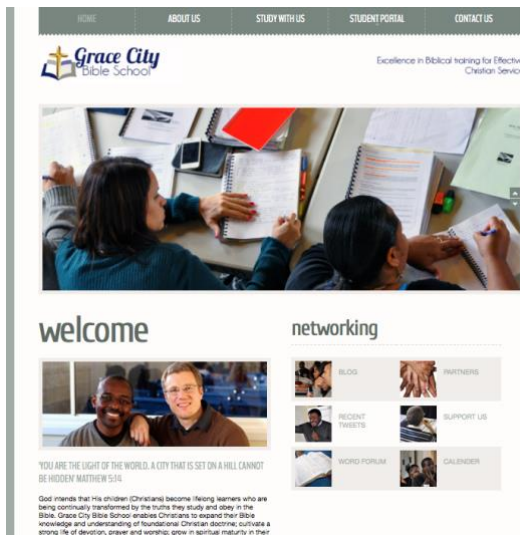 HOME
ABOUT US
STUDY WITH US
STUDENT PORTAL
CONTACT US
Grace City
Bible School
Excellence in Biblical training for Effective
Christian Servic
welcome
networking
BLOG
PARTNERS
RECENT
TWEETS
SUPPORT US
WORD FORUM
CALENDER
'YOU ARE THE LIGHT OF THE WORLD. A CITY THAT IS SET ON A HILL CANNOT
BE HIDDEN' MATTHEW 5:14
God intends that His children (Christians) become lifelong learners who are
being continually transformed by the truths they study and obey in the
Bible. Grace City Bible School enables Christians to expand their Bible
knowledge and understanding of foundational Christian doctrine; cultivate a
strong life of devotion, prayer and worship; grow in spiritual maturity in their